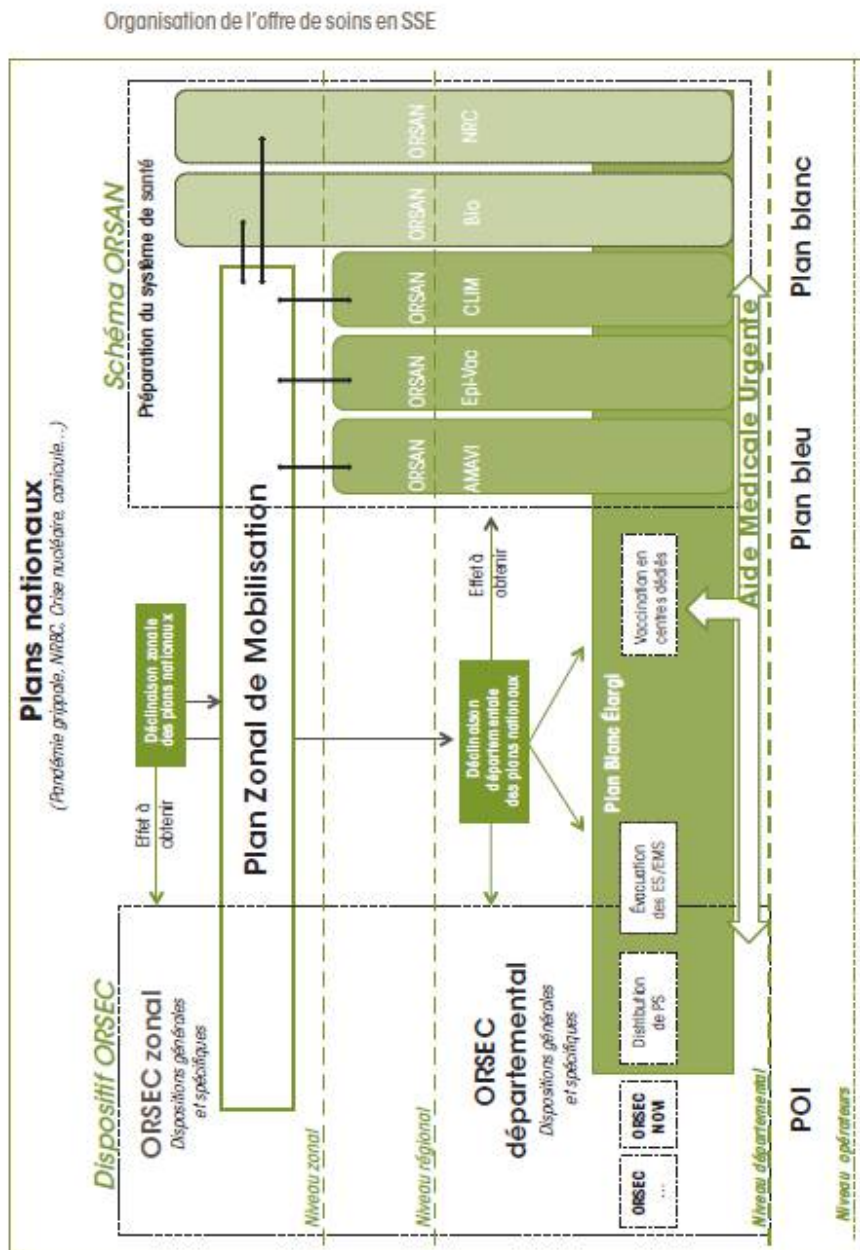 Organisation de l'offre de soins en SSE
Plans nationaux
(Pandémie grippale, NRBC, Crise nucléaire, canicule...)
Dispositif ORSEC
Schéma ORSAN
Préparation du système de santé
ORSEC zonal
Dispositions générales
et spécifiques
Effet à
obtenir
Déclinaison zonale
des plans nationaux
Plan Zonal de Mobilisation
Niveau zonal
Niveau régional
ORSAN
AMAVI
ORSAN
Epi-Vac
ORSAN
CLIM
ORSAN
Bio
ORSAN
NRC
ORSEC
départemental
Dispositions générales
et spécifiques
Déclinaison
départementale
des plans nationaux
Effet à
obtenir
Plan Blanc Élargi
ORSEC
...
ORSEC
NOM
Distribution
de PS
Évacuation
des ES/EMS
Vaccination en
centres dédiés
Aide Medicale Urgente
Niveau départemental
POI
Plan bleu
Plan blanc
Niveau opérateurs